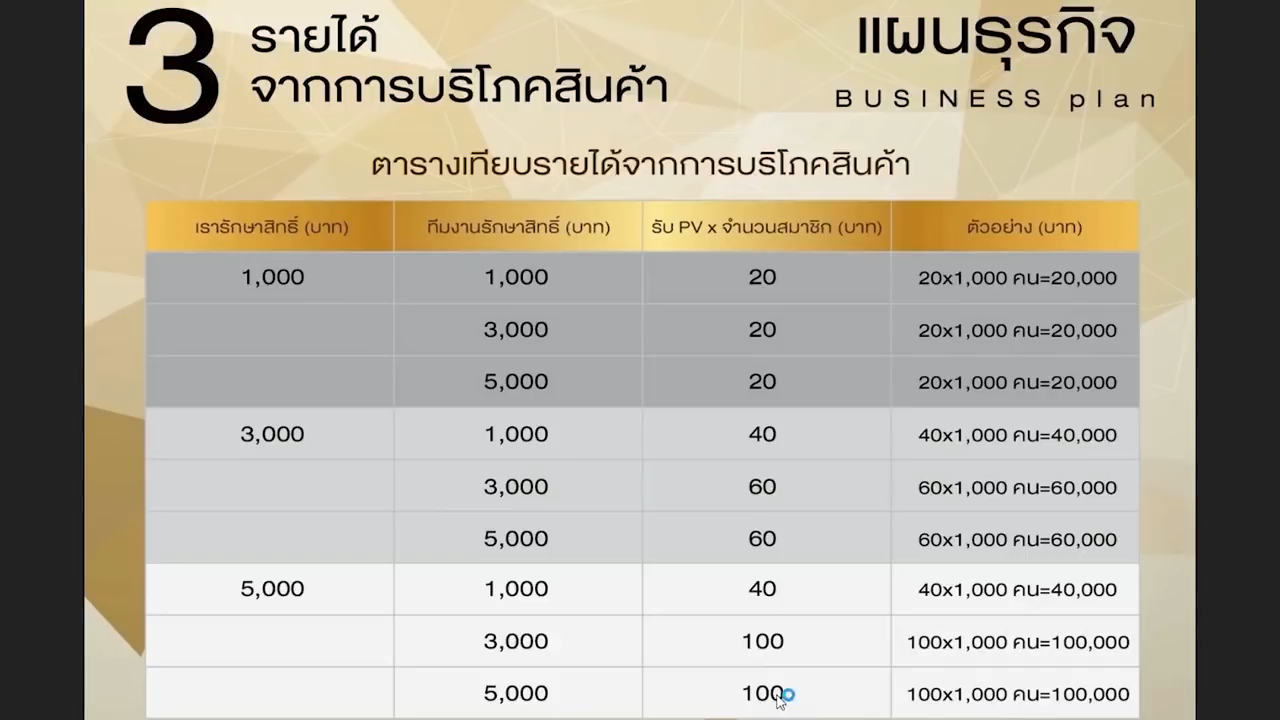 3
รายได้
จากการบริโภคสินค้า
แผนธุรกิจ
BUSINESS plan
ตารางเทียบรายได้จากการบริโภคสินค้า
เรารักษาสิทธิ์ (บาท) ทีมงานรักษาสิทธิ์ (บาท) รับ PV x จำนวนสมาชิก (บาท) ตัวอย่าง (บาท)
1,000 1,000 20 20x1,000 คน=20,000
3,000 20 20x1,000 คน=20,000
5,000 20 20x1,000 คน=20,000
3,000 1,000 40 40x1,000 คน=40,000
3,000 60 60x1,000 คน=60,000
5,000 60 60x1,000 คน=60,000
5,000 1,000 40 40x1,000 คน=40,000
3,000 100 100x1,000 คน=100,000
5,000 100 100x1,000 คน=100,000